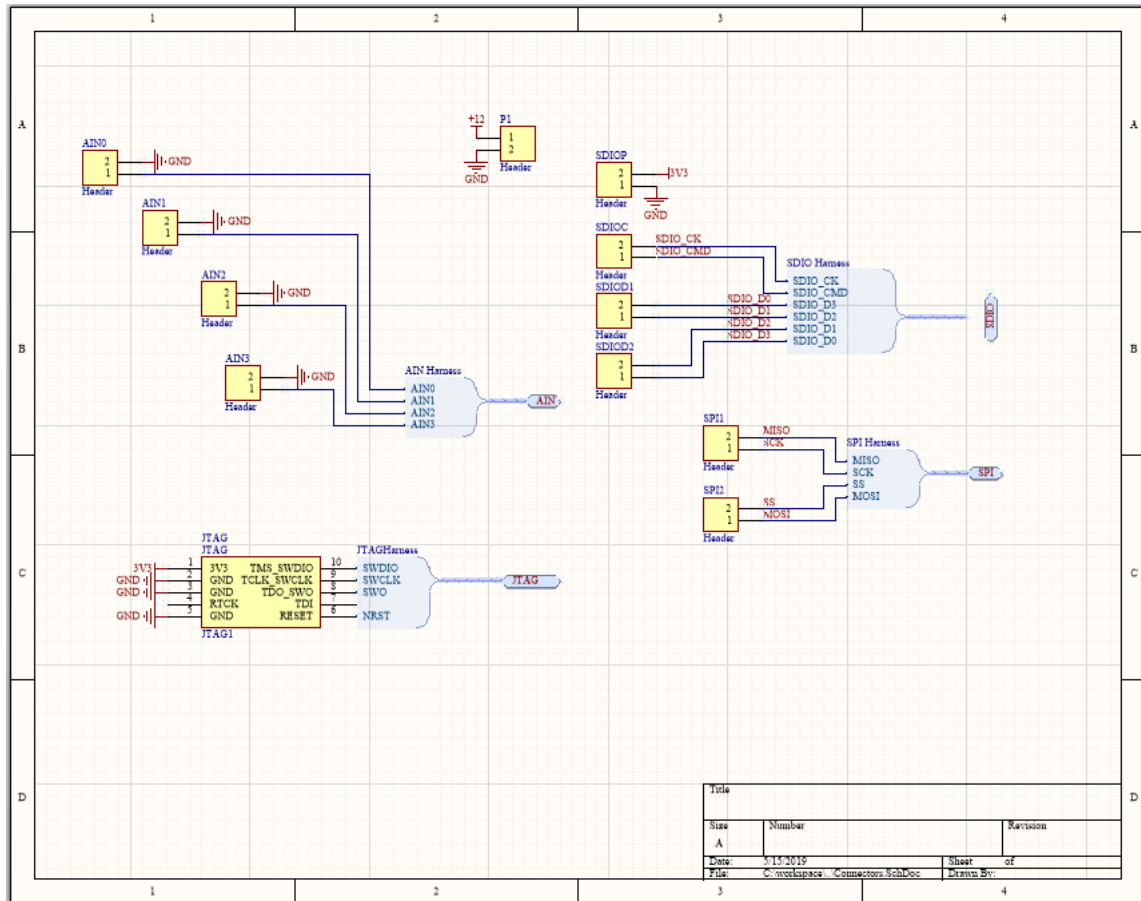 1 2 3 4
A A
+12 P1
1
2
GND Header
AIN0
2 GND
1
Header
SDIOP
2 3V3
1
GND
Header
AIN1
2 GND
1
Header
SDIOC
2 SDIO_CK
1 SDIO_CMD
Header
SDIO Harness
SDIO_CK
SDIO_CMD
SDIO_D3
SDIO_D2
SDIO_D1
SDIO_D0
SDIO
AIN2
2 GND
1
Header
SDIOD1
2 SDIO_D0
1 SDIO_D1
SDIO_D2
SDIO_D3
Header
B B
SDIOD2
2
1
Header
AIN3
2 GND
1
Header
AIN Harness
AIN0
AIN1
AIN2
AIN3
AIN
SPI1
2 MISO
1 SCK
Header
SPI Harness
MISO
SCK
SS
MOSI
SPI
SPI2
2 SS
1 MOSI
Header
C C
JTAG
JTAG
3V3 1 3V3 TMS_SWDIO 10
GND 2 GND TCLK_SWCLK 9
GND 3 GND TDO_SWO 8
4 RTCK TDI 7
GND 5 GND RESET 6
JTAG1
JTAGHarness
SWDIO
SWCLK
SWO
NRST
JTAG
D D
Title
Size Number Revision
A
Date: 5/15/2019 Sheet of
File: C:\workspace\..\Connectors.SchDoc Drawn By:
1 2 3 4